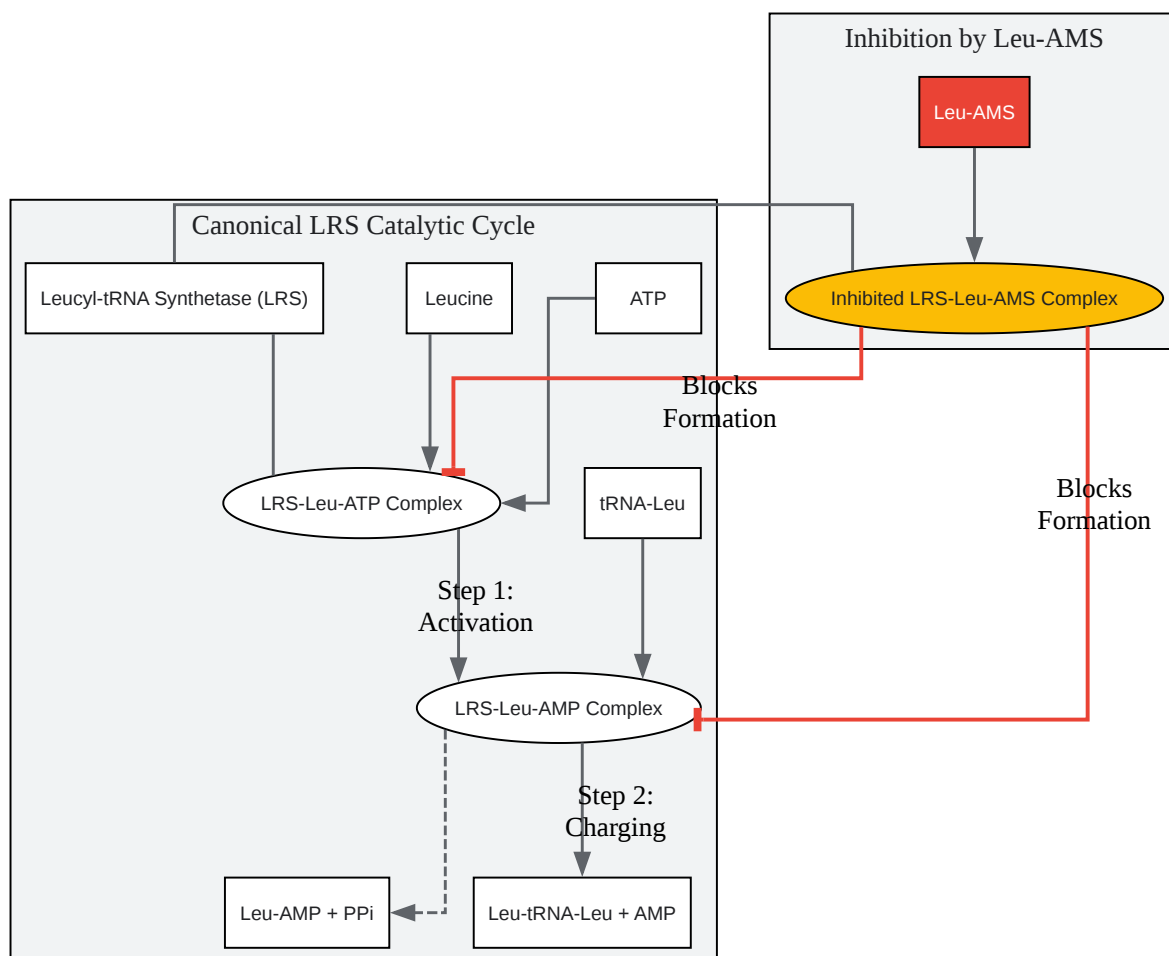 Inhibition by Leu-AMS
Leu-AMS
Canonical LRS Catalytic Cycle
Leucyl-tRNA Synthetase (LRS)
Leucine
ATP
Inhibited LRS-Leu-AMS Complex
Blocks
Formation
LRS-Leu-ATP Complex
tRNA-Leu
Blocks
Formation
Step 1:
Activation
LRS-Leu-AMP Complex
Step 2:
Charging
Leu-AMP + PPi
Leu-tRNA-Leu + AMP